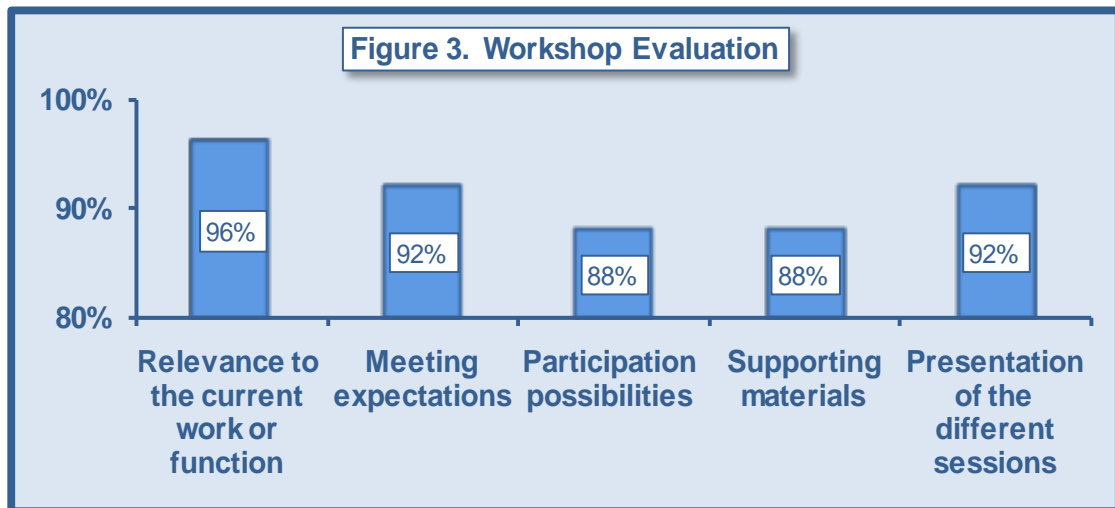 Figure 3.  Workshop Evaluation
100%
90%
80%
96%
92%
88%
88%
92%
Relevance to
the current
work or
function
Meeting
expectations
Participation
possibilities
Supporting
materials
Presentation
of the
different
sessions